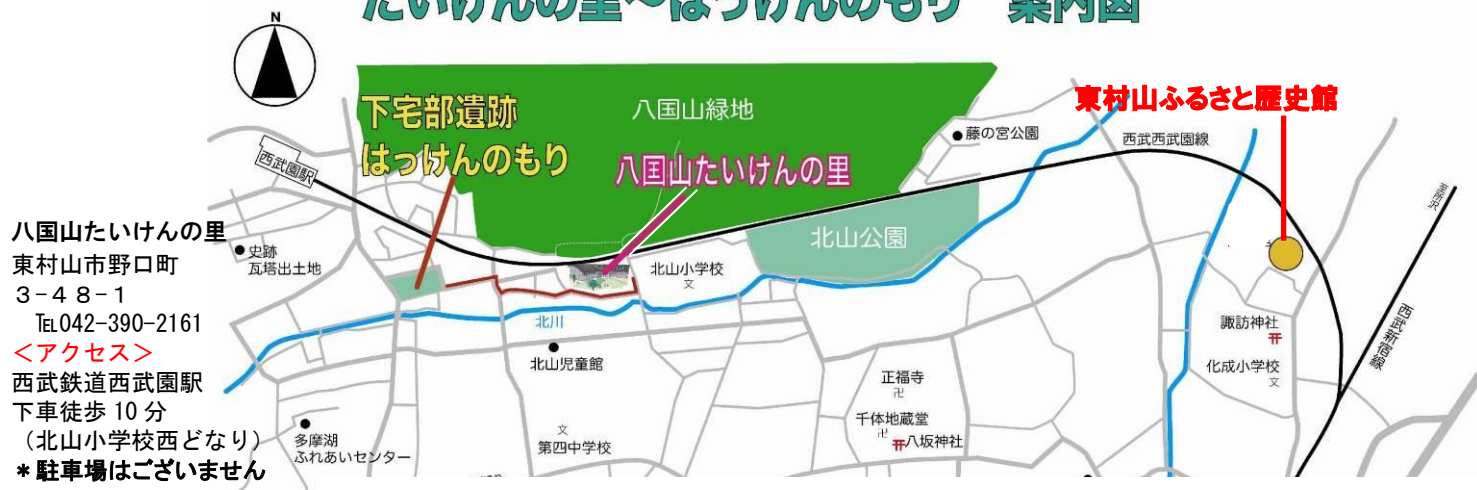 たいけんの里～はっけんのもり 案内図
N
下宅部遺跡
はっけんのもり
八国山緑地
八国山たいけんの里
東村山ふるさと歴史館
藤の宮公園
西武西武園線
西武園駅
至所沢
北山公園
史跡
瓦塔出土地
北山小学校
文
北川
北山児童館
諏訪神社
化成小学校
文
西武新宿線
正福寺
卍
千体地蔵堂
卍
八坂神社
文
第四中学校
多摩湖
ふれあいセンター
八国山たいけんの里
東村山市野口町
３－４８－１
℡042-390-2161
＜アクセス＞
西武鉄道西武園駅
下車徒歩 10 分
（北山小学校西どなり）
＊駐車場はございません